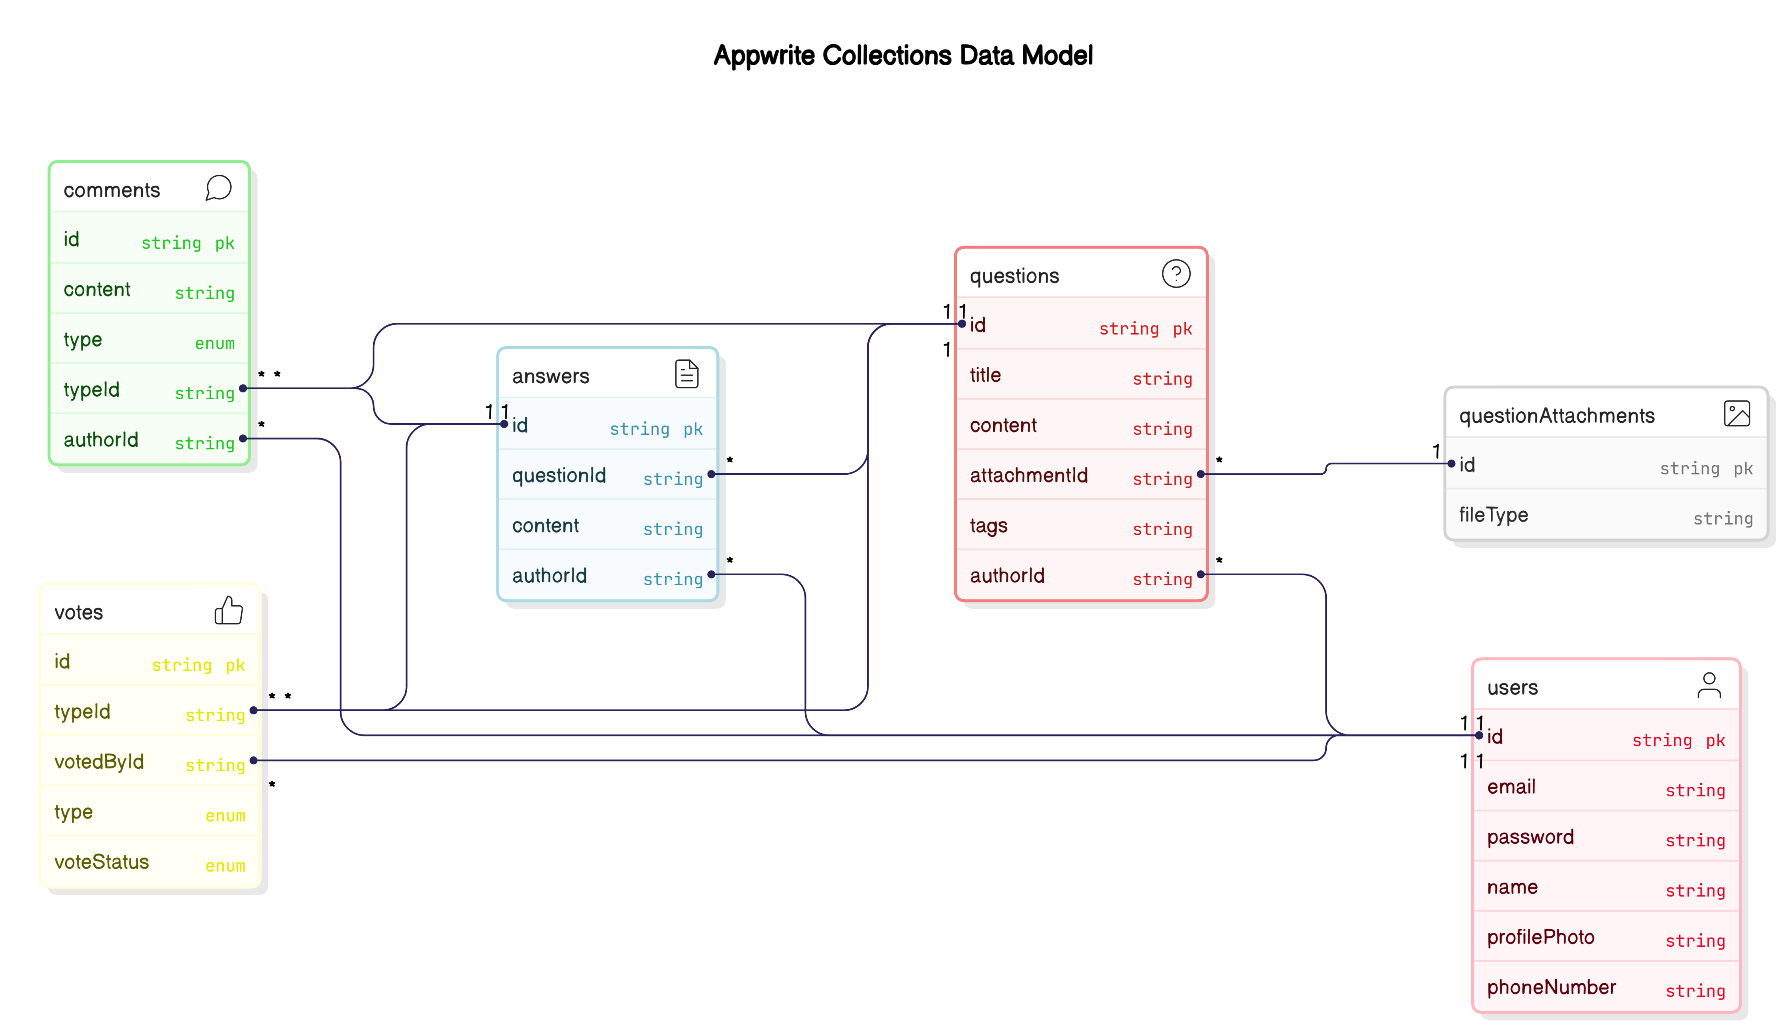 Appwrite Collections Data Model
comments
id string pk
content string
type enum
typeId string
authorId string
* *
*
votes
id string pk
typeId string
votedById string
type enum
voteStatus enum
* *
*
answers
1 1
id string pk
questionId string
content string
authorId string
*
*
questions
1 1
id string pk
1
title string
content string
attachmentId string
tags string
authorId string
*
*
questionAttachments
1
id string pk
fileType string
users
1 1
id string pk
1 1
email string
password string
name string
profilePhoto string
phoneNumber string